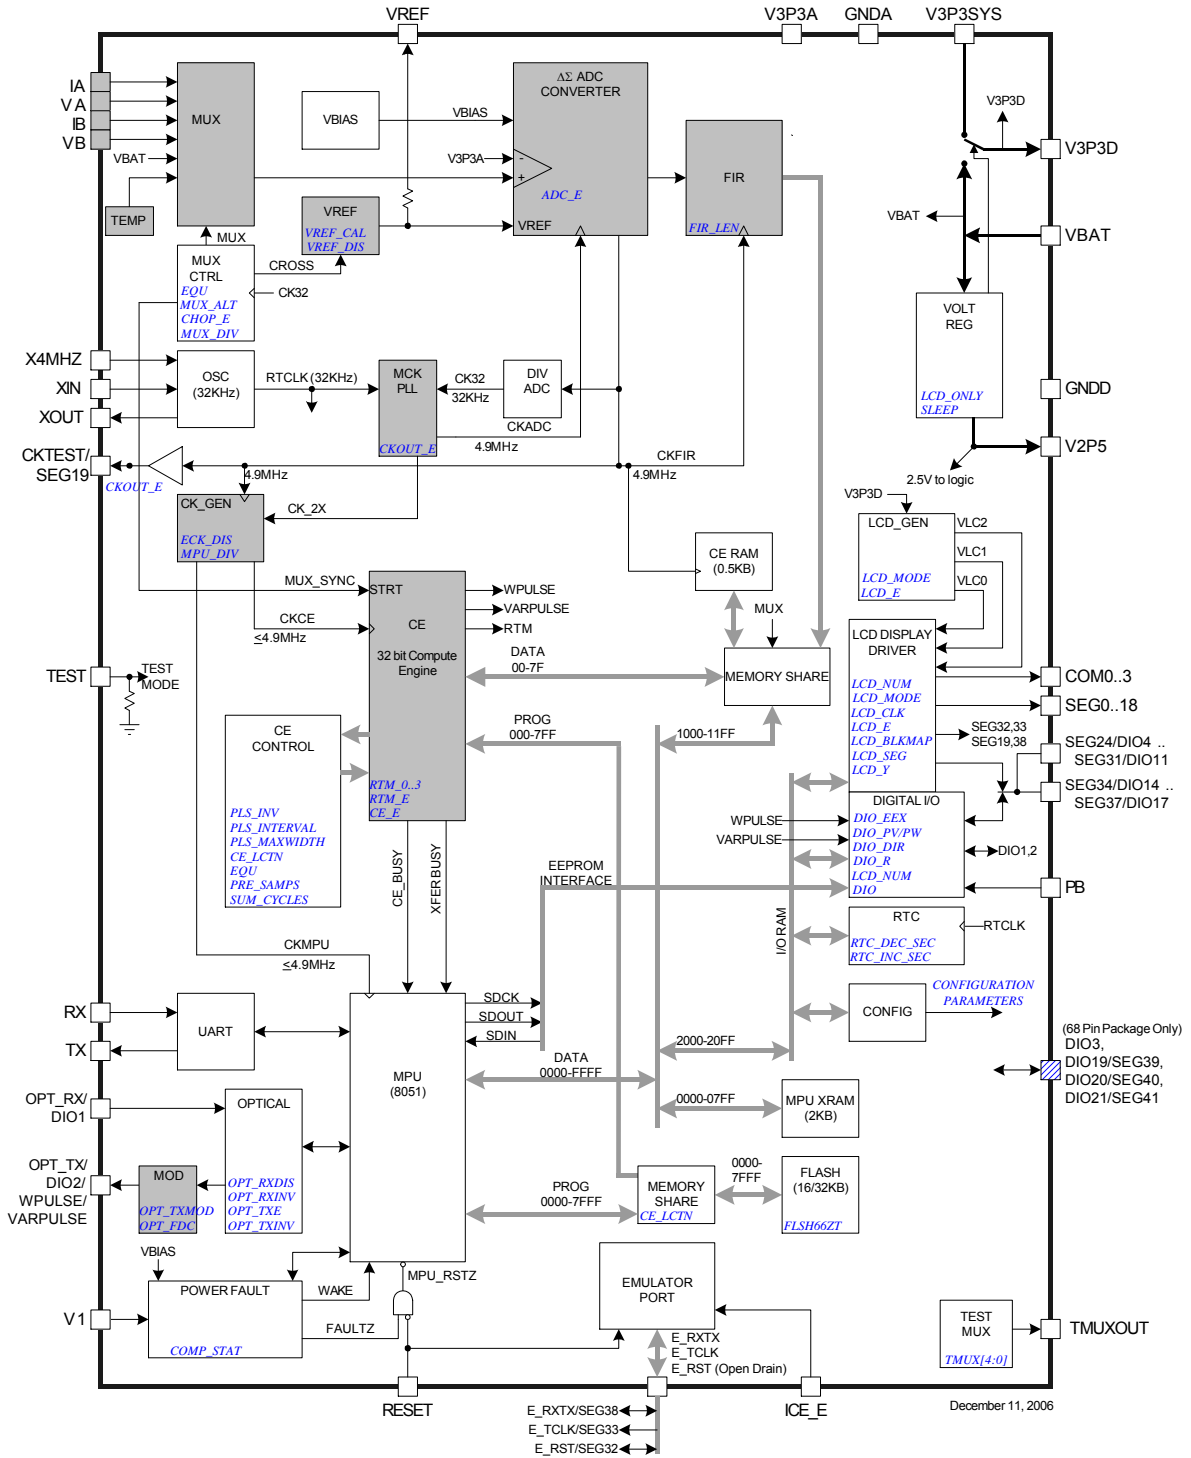 VREF
V3P3A
GNDA
V3P3SYS
IA
VA
IB
VB
VBAT
TEMP
MUX
VBIAS
VBIAS
V3P3A
-
+
ΔΣ ADC
CONVERTER
ADC_E
VREF
VREF
VREF_CAL
VREF_DIS
FIR
FIR_LEN
V3P3D
V3P3D
VBAT
VBAT
VOLT
REG
LCD_ONLY
SLEEP
GNDD
V2P5
2.5V to logic
MUX
MUX
CTRL
EQU
MUX_ALT
CHOP_E
MUX_DIV
CROSS
CK32
X4MHZ
XIN
XOUT
OSC
(32KHz)
RTCLK (32KHz)
MCK
PLL
CKOUT_E
CK32
32KHz
DIV
ADC
CKADC
4.9MHz
CKTEST/
SEG19
CKOUT_E
4.9MHz
CKFIR
4.9MHz
CK_GEN
ECK_DIS
MPU_DIV
CK_2X
V3P3D
LCD_GEN
LCD_MODE
LCD_E
VLC2
VLC1
VLC0
MUX_SYNC
CKCE
≤4.9MHz
STRT
CE
32 bit Compute
Engine
RTM_0..3
RTM_E
CE_E
WPULSE
VARPULSE
RTM
DATA
00-7F
PROG
000-7FF
CE RAM
(0.5KB)
MUX
MEMORY SHARE
1000-11FF
LCD DISPLAY
DRIVER
LCD_NUM
LCD_MODE
LCD_CLK
LCD_E
LCD_BLKMAP
LCD_SEG
LCD_Y
COM0..3
SEG0..18
SEG32,33
SEG19,38
SEG24/DIO4 ..
SEG31/DIO11
SEG34/DIO14 ..
SEG37/DIO17
TEST
TEST
MODE
CE
CONTROL
PLS_INV
PLS_INTERVAL
PLS_MAXWIDTH
CE_LCTN
EQU
PRE_SAMPS
SUM_CYCLES
CE_BUSY
XFER BUSY
WPULSE
VARPULSE
DIGITAL I/O
DIO_EEX
DIO_PV/PW
DIO_DIR
DIO_R
LCD_NUM
DIO
DIO1,2
PB
EEPROM
INTERFACE
I/O RAM
RTC
RTC_DEC_SEC
RTC_INC_SEC
RTCLK
CKMPU
≤4.9MHz
CONFIG
CONFIGURATION
PARAMETERS
RX
TX
UART
SDCK
SDOUT
SDIN
MPU
(8051)
DATA
0000-FFFF
2000-20FF
0000-07FF
MPU XRAM
(2KB)
(68 Pin Package Only)
DIO3,
DIO19/SEG39,
DIO20/SEG40,
DIO21/SEG41
OPT_RX/
DIO1
OPTICAL
OPT_RXDIS
OPT_RXINV
OPT_TXE
OPT_TXINV
OPT_TX/
DIO2/
WPULSE/
VARPULSE
MOD
OPT_TXMOD
OPT_FDC
PROG
0000-7FFF
MEMORY
SHARE
CE_LCTN
0000-
7FFF
FLASH
(16/32KB)
FLSH66ZT
VBIAS
V1
POWER FAULT
COMP_STAT
WAKE
FAULTZ
MPU_RSTZ
EMULATOR
PORT
E_RXTX
E_TCLK
E_RST (Open Drain)
TEST
MUX
TMUX[4:0]
TMUXOUT
RESET
ICE_E
December 11, 2006
E_RXTX/SEG38
E_TCLK/SEG33
E_RST/SEG32